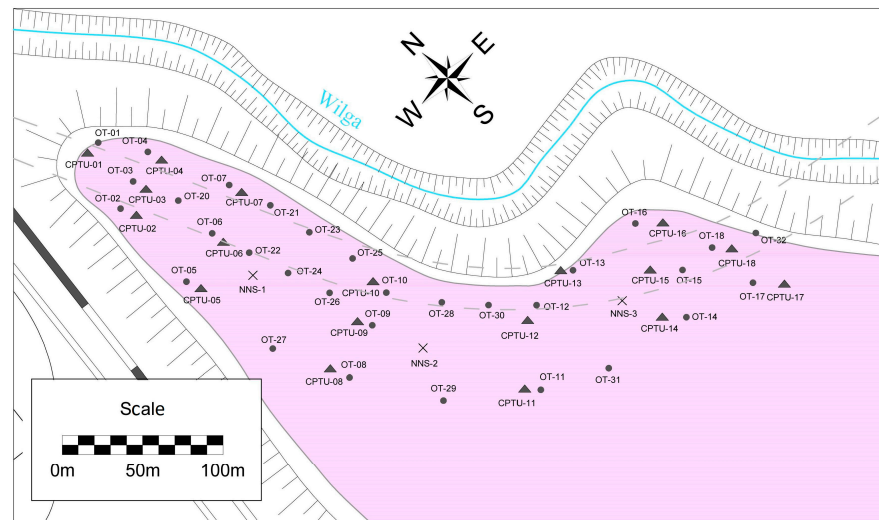 N
E
W
S
Wilga
OT-01
OT-04
CPTU-01
CPTU-04
OT-03
CPTU-03
OT-07
CPTU-07
OT-02
CPTU-02
OT-20
OT-21
OT-16
CPTU-16
OT-06
CPTU-06
OT-22
OT-23
OT-18
OT-32
CPTU-18
OT-25
OT-05
CPTU-05
NNS-1
OT-24
OT-10
CPTU-10
OT-13
CPTU-13
CPTU-15
OT-15
OT-17
CPTU-17
OT-26
OT-28
OT-30
OT-12
CPTU-12
NNS-3
OT-09
CPTU-09
CPTU-14
OT-14
OT-27
NNS-2
OT-08
CPTU-08
OT-29
OT-11
CPTU-11
OT-31
Scale
0m 50m 100m